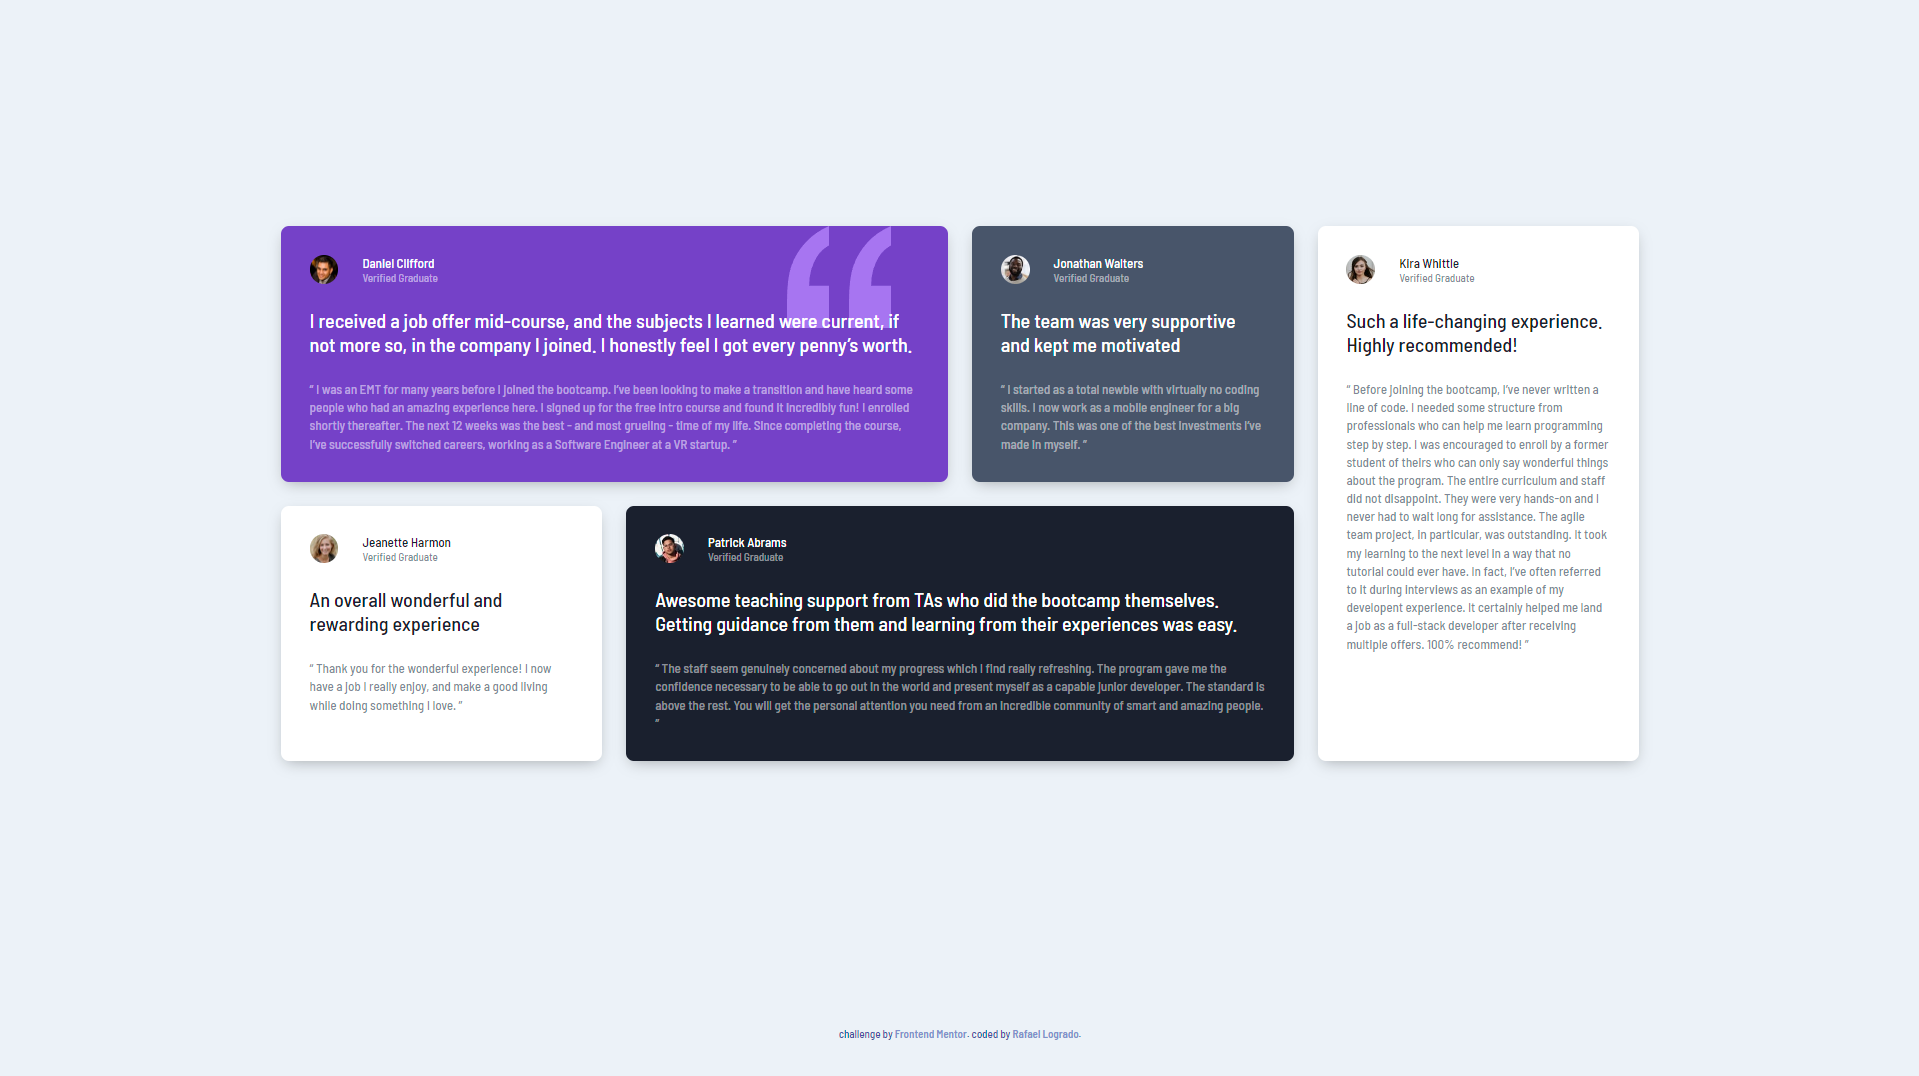 Daniel Clifford
Verified Graduate
I received a job offer mid-course, and the subjects I learned were current, if
not more so, in the company I joined. I honestly feel I got every penny’s worth.
“ I was an EMT for many years before I joined the bootcamp. I’ve been looking to make a transition and have heard some
people who had an amazing experience here. I signed up for the free intro course and found it incredibly fun! I enrolled
shortly thereafter. The next 12 weeks was the best - and most grueling - time of my life. Since completing the course,
I’ve successfully switched careers, working as a Software Engineer at a VR startup. ”
Jonathan Walters
Verified Graduate
The team was very supportive
and kept me motivated
“ I started as a total newbie with virtually no coding
skills. I now work as a mobile engineer for a big
company. This was one of the best investments I’ve
made in myself. ”
Kira Whittle
Verified Graduate
Such a life-changing experience.
Highly recommended!
“ Before joining the bootcamp, I’ve never written a
line of code. I needed some structure from
professionals who can help me learn programming
step by step. I was encouraged to enroll by a former
student of theirs who can only say wonderful things
about the program. The entire curriculum and staff
did not disappoint. They were very hands-on and I
never had to wait long for assistance. The agile
team project, in particular, was outstanding. It took
my learning to the next level in a way that no
tutorial could ever have. In fact, I’ve often referred
to it during interviews as an example of my
developent experience. It certainly helped me land
a job as a full-stack developer after receiving
multiple offers. 100% recommend! ”
Jeanette Harmon
Verified Graduate
An overall wonderful and
rewarding experience
“ Thank you for the wonderful experience! I now
have a job I really enjoy, and make a good living
while doing something I love. ”
Patrick Abrams
Verified Graduate
Awesome teaching support from TAs who did the bootcamp themselves.
Getting guidance from them and learning from their experiences was easy.
“ The staff seem genuinely concerned about my progress which I find really refreshing. The program gave me the
confidence necessary to be able to go out in the world and present myself as a capable junior developer. The standard is
above the rest. You will get the personal attention you need from an incredible community of smart and amazing people.
”
challenge by Frontend Mentor. coded by Rafael Logrado.